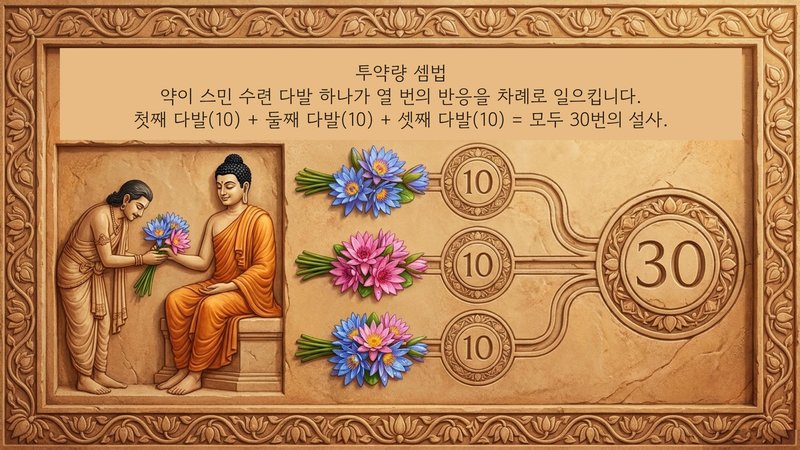 투약량 셈법
약이 스민 수련 다발 하나가 열 번의 반응을 차례로 일으킵니다.
첫째 다발(10) + 둘째 다발(10) + 셋째 다발(10) = 모두 30번의 설사.
10
10
30
10